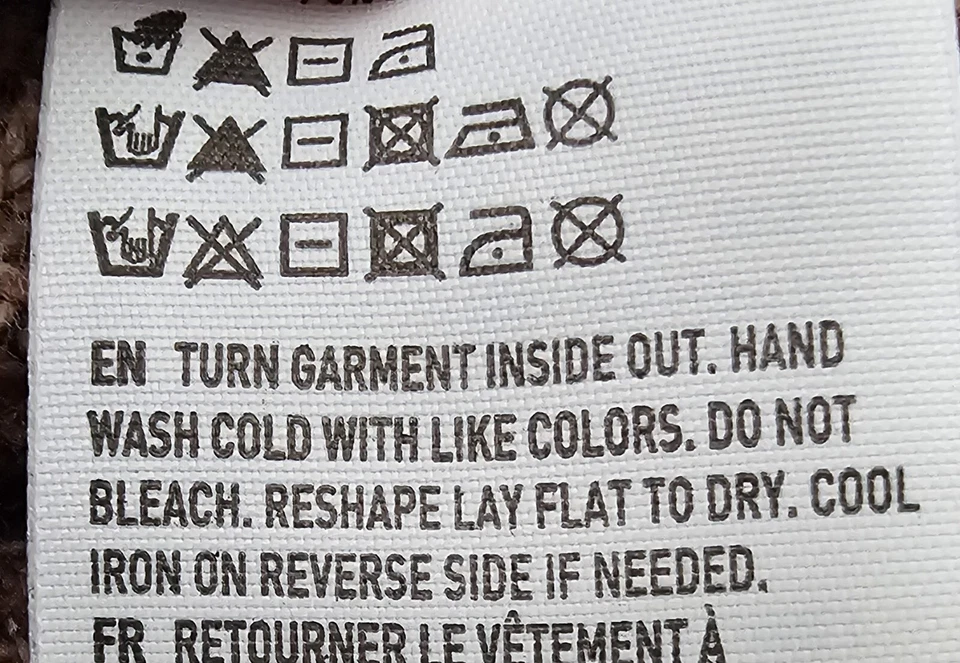 EN TURN GARMENT INSIDE OUT. HAND
WASH COLD WITH LIKE COLORS. DO NOT
BLEACH. RESHAPE LAY FLAT TO DRY. COOL
IRON ON REVERSE SIDE IF NEEDED.
FR RETOURNER LE VÊTEMENT À